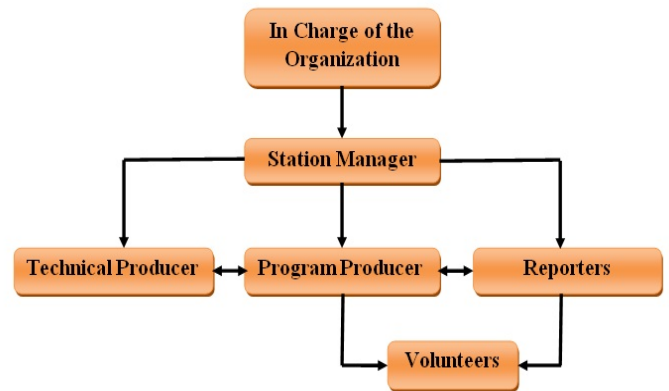 In Charge of the
Organization
Station Manager
Technical Producer
Program Producer
Reporters
Volunteers